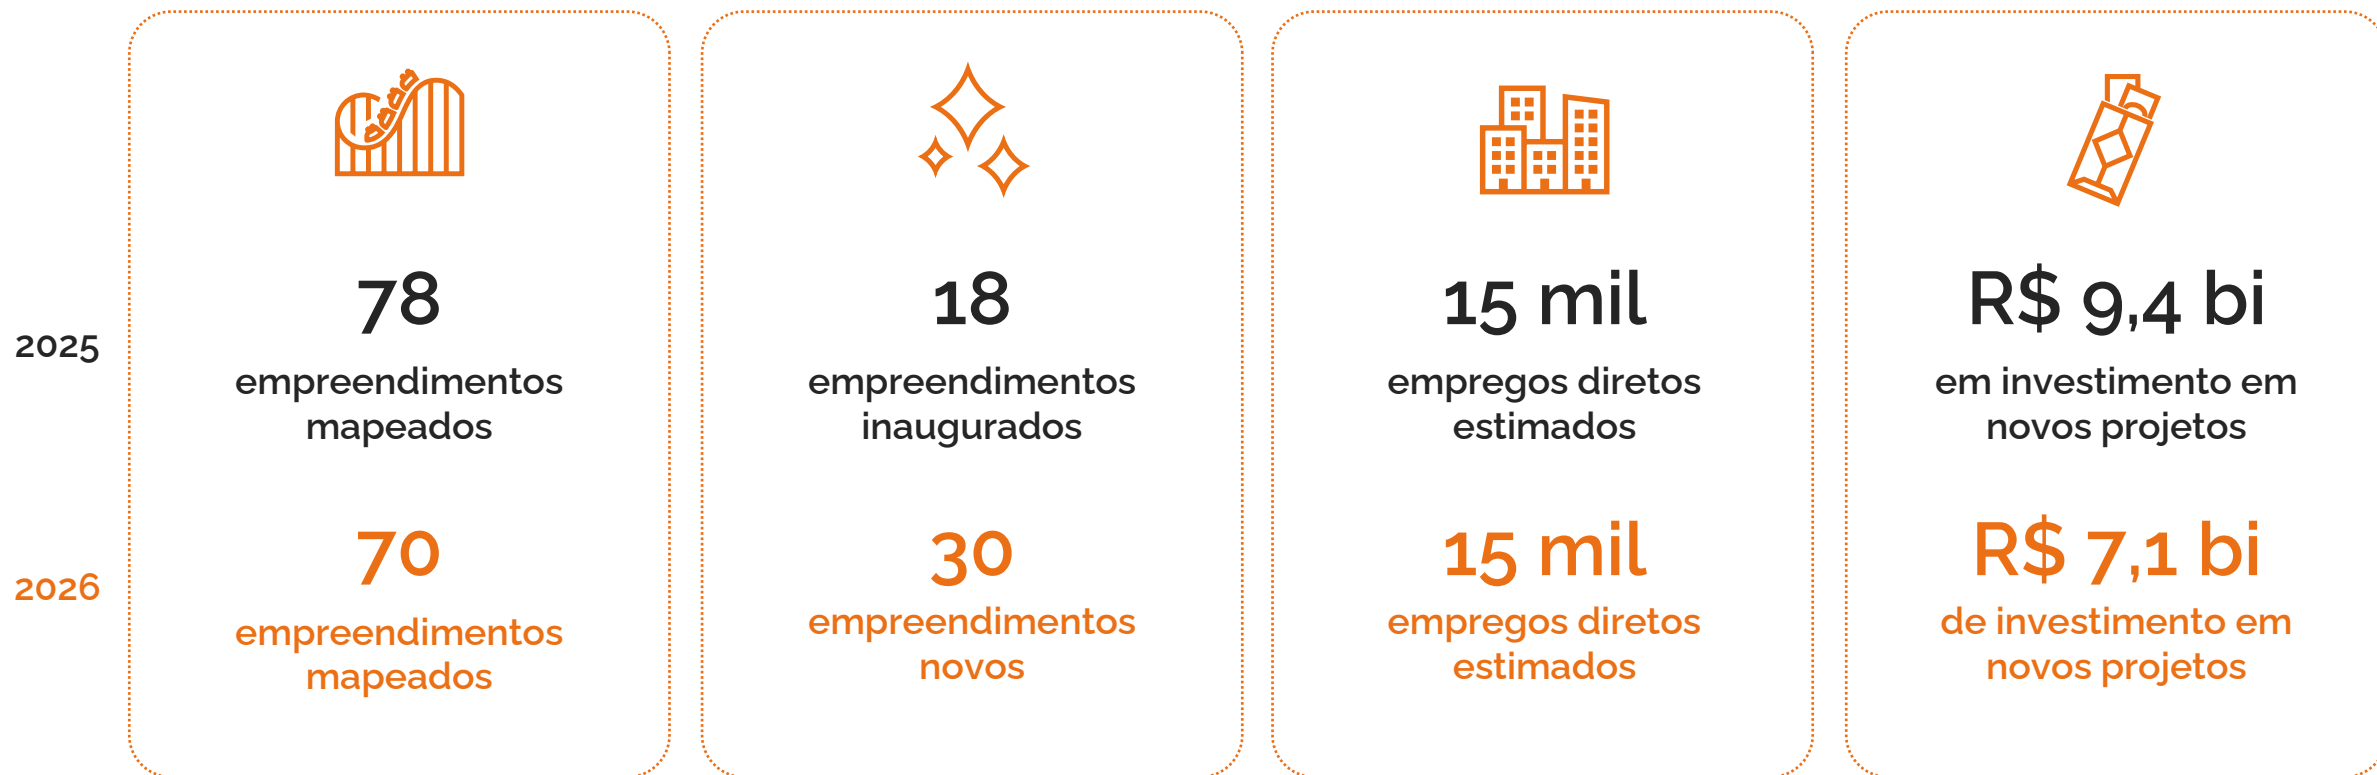 2025
78
empreendimentos
mapeados
18
empreendimentos
inaugurados
15 mil
empregos diretos
estimados
R$ 9,4 bi
em investimento em
novos projetos
2026
70
empreendimentos
mapeados
30
empreendimentos
novos
15 mil
empregos diretos
estimados
R$ 7,1 bi
de investimento em
novos projetos